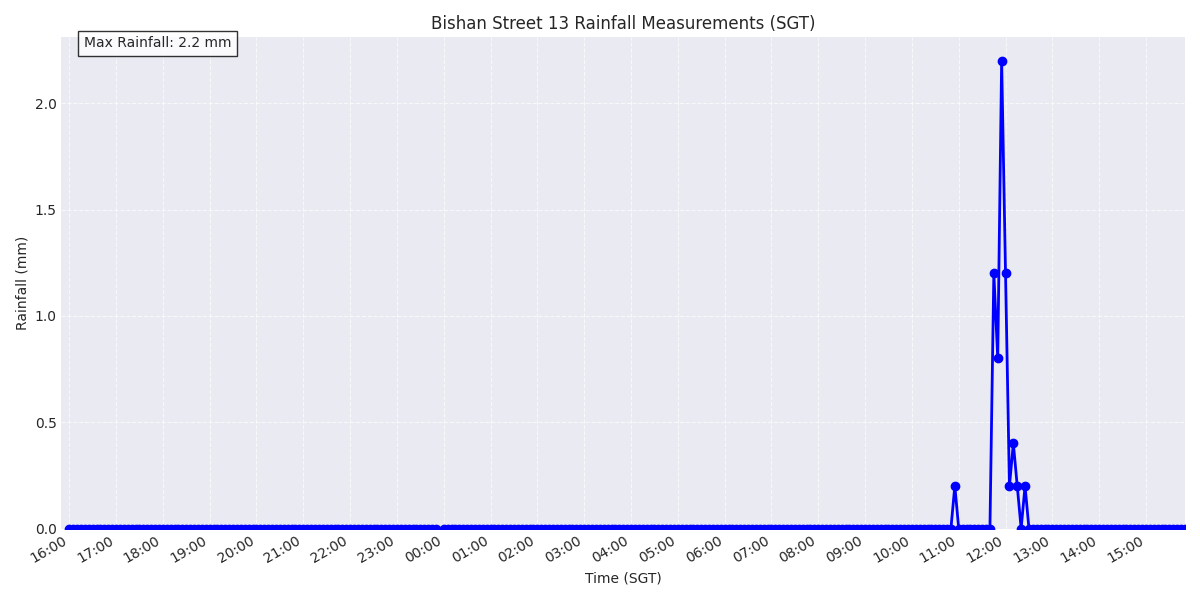 Bishan Street 13 Rainfall Measurements (SGT)
Max Rainfall: 2.2 mm
Rainfall (mm)
2.0
1.5
1.0
0.5
0.0
16:00 17:00 18:00 19:00 20:00 21:00 22:00 23:00 00:00 01:00 02:00 03:00 04:00 05:00 06:00 07:00 08:00 09:00 10:00 11:00 12:00 13:00 14:00 15:00
Time (SGT)